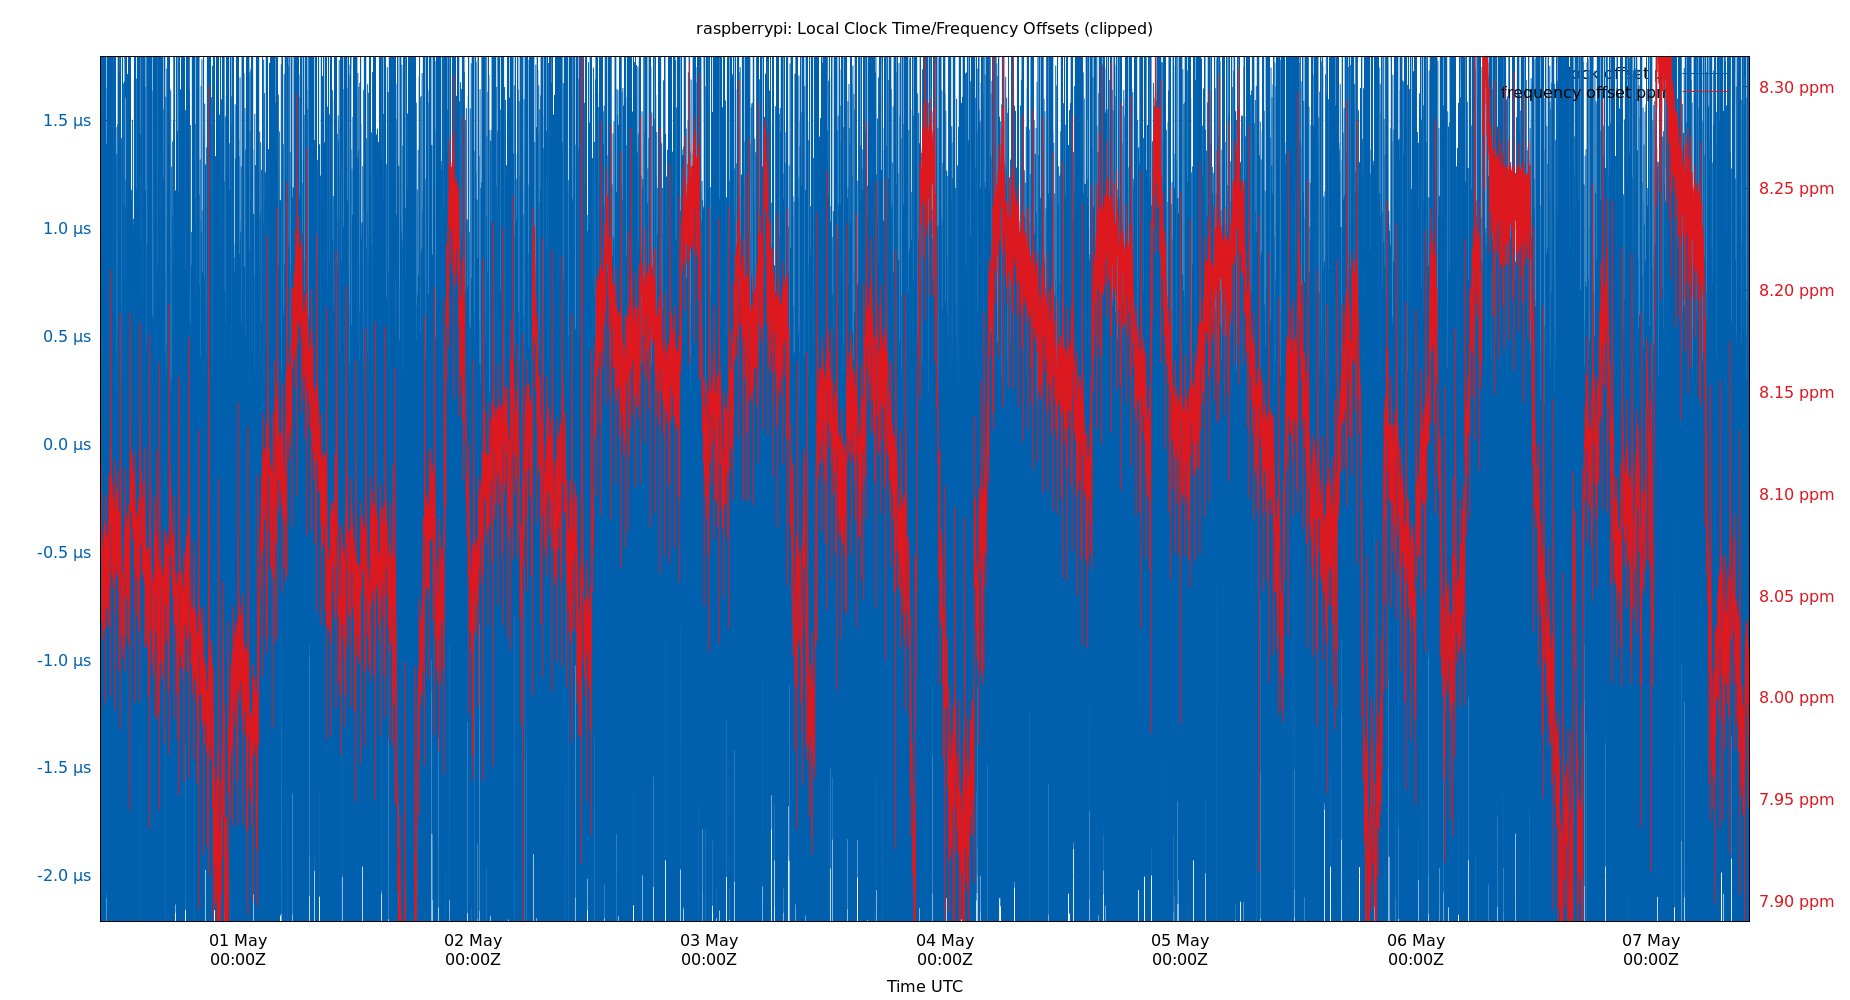 raspberrypi: Local Clock Time/Frequency Offsets (clipped)
clock offset
frequency offset ppm
1.5 µs
1.0 µs
0.5 µs
0.0 µs
-0.5 µs
-1.0 µs
-1.5 µs
-2.0 µs
8.30 ppm
8.25 ppm
8.20 ppm
8.15 ppm
8.10 ppm
8.05 ppm
8.00 ppm
7.95 ppm
7.90 ppm
01 May
00:00Z
02 May
00:00Z
03 May
00:00Z
04 May
00:00Z
05 May
00:00Z
06 May
00:00Z
07 May
00:00Z
Time UTC